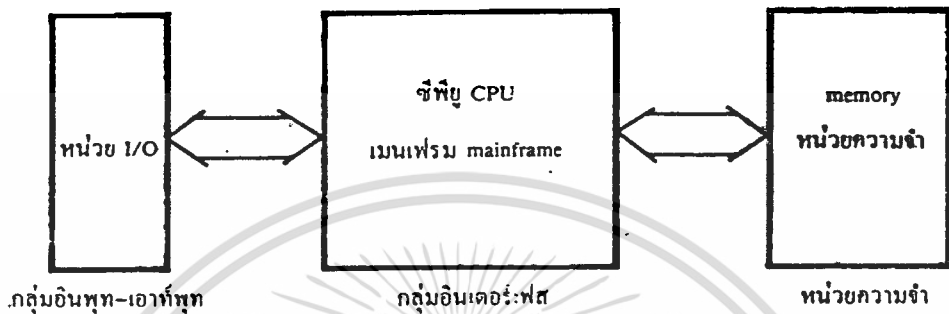 หน่วย I/O
ซีพียู CPU
เมนเฟรม mainframe
memory
หน่วยความจำ
กลุ่มอินพุท-เอาท์พุท
กลุ่มอินเตอร์เฟส
หน่วยความจำ